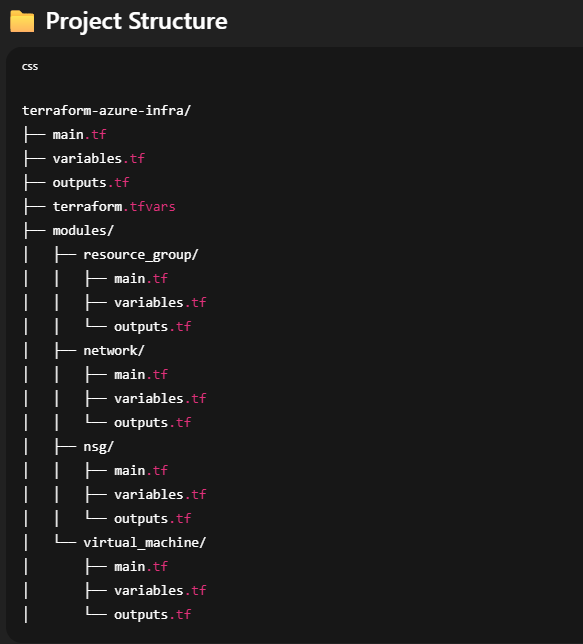 📁 Project Structure
css
terraform-azure-infra/
├── main.tf
├── variables.tf
├── outputs.tf
├── terraform.tfvars
├── modules/
│   ├── resource_group/
│   │   ├── main.tf
│   │   ├── variables.tf
│   │   └── outputs.tf
│   ├── network/
│   │   ├── main.tf
│   │   ├── variables.tf
│   │   └── outputs.tf
│   ├── nsg/
│   │   ├── main.tf
│   │   ├── variables.tf
│   │   └── outputs.tf
│   └── virtual_machine/
│       ├── main.tf
│       ├── variables.tf
│       └── outputs.tf